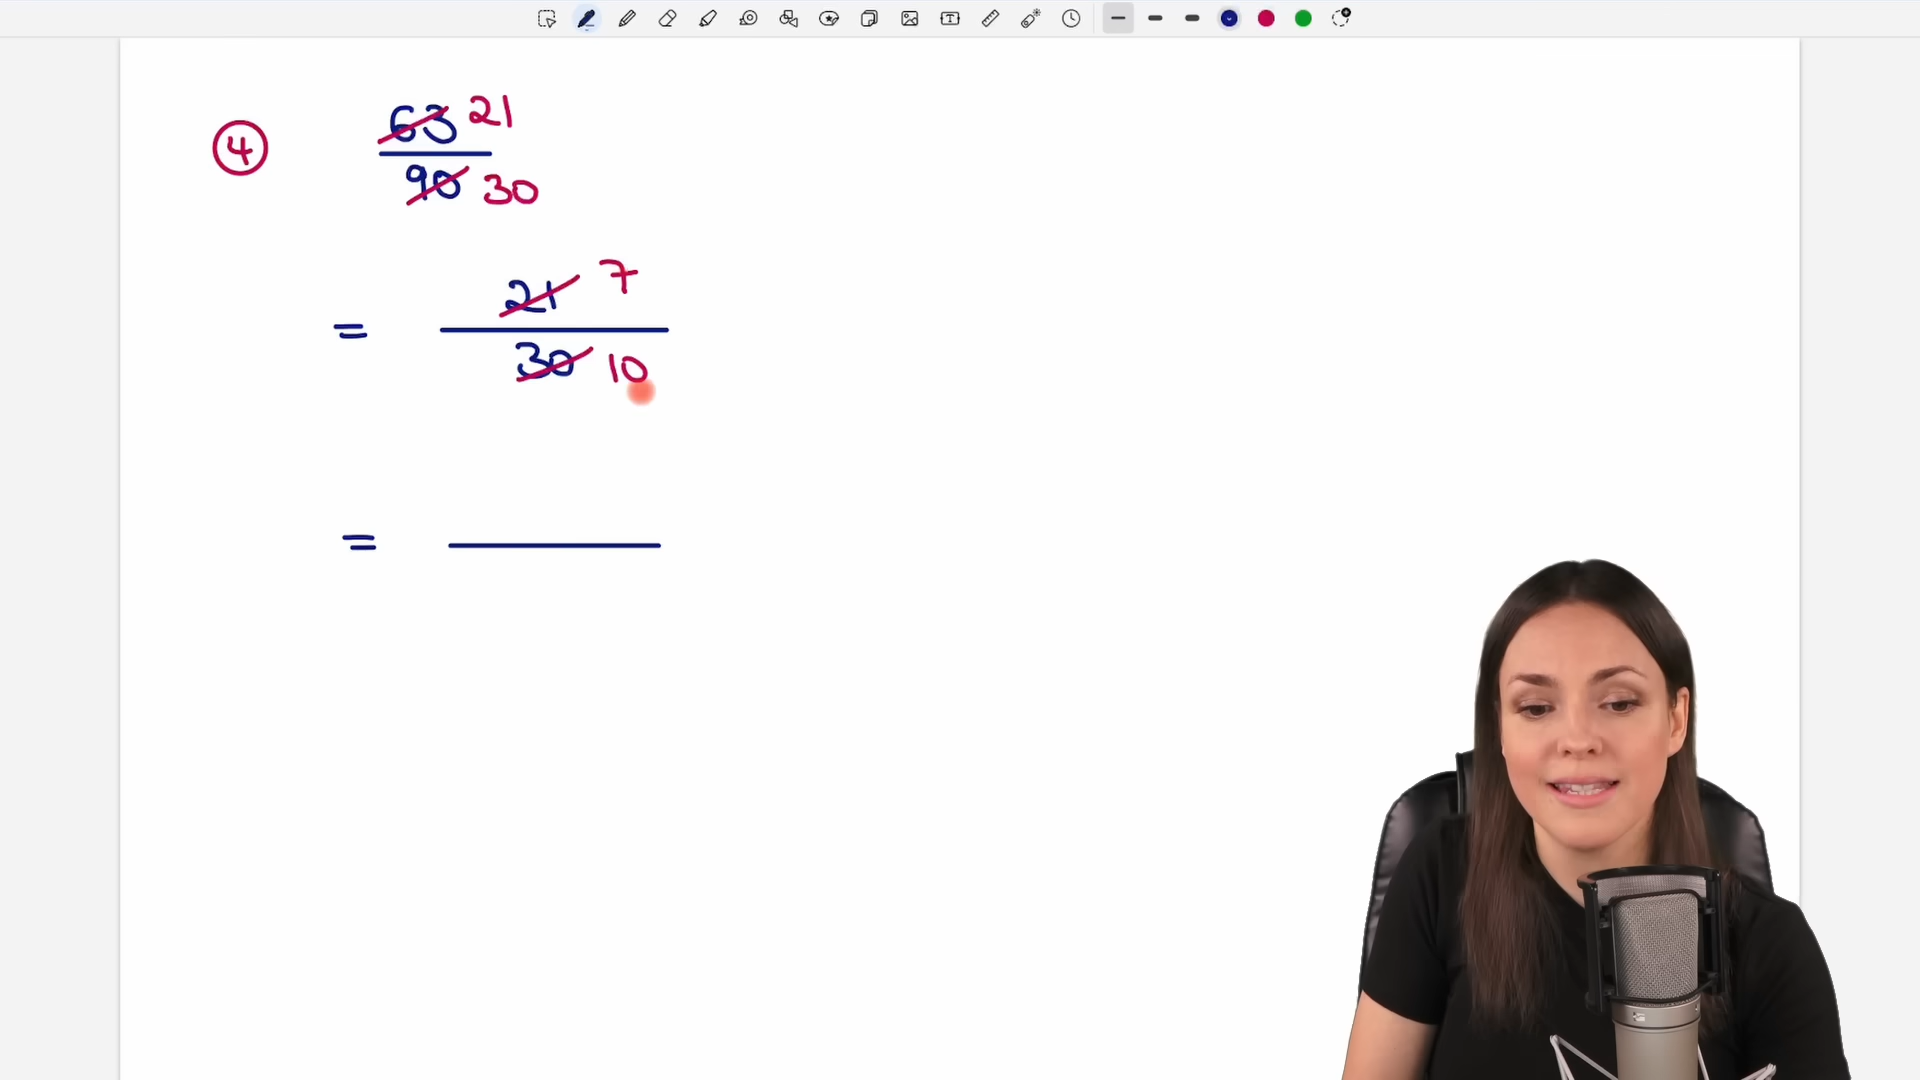 ④ 63 21
90 30
= 21 7
30 10
=